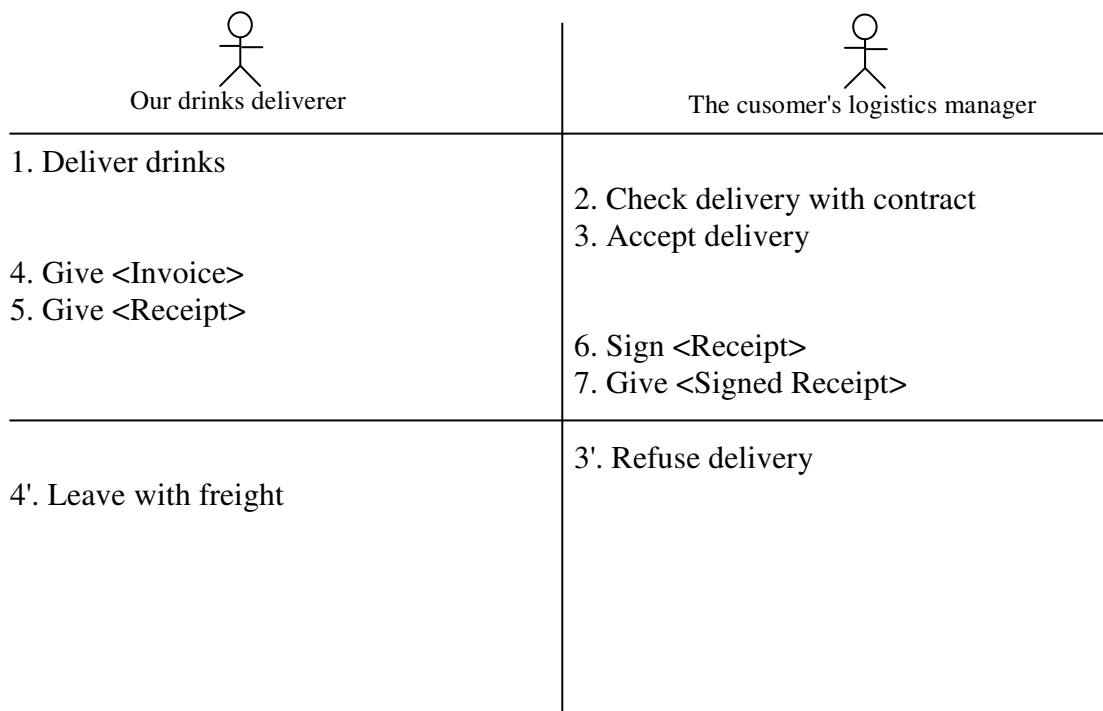 Our drinks deliverer
The cusomer's logistics manager
1. Deliver drinks
2. Check delivery with contract
3. Accept delivery
4. Give <Invoice>
5. Give <Receipt>
6. Sign <Receipt>
7. Give <Signed Receipt>
3'. Refuse delivery
4'. Leave with freight